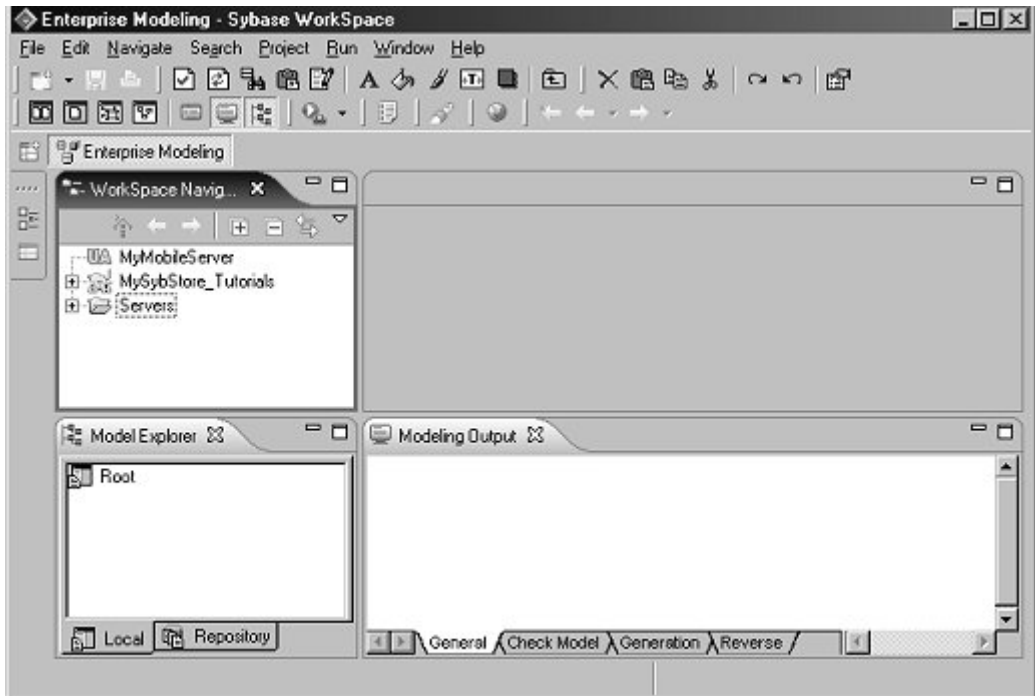 Enterprise Modeling - Sybase WorkSpace
File Edit Navigate Search Project Run Window Help
Enterprise Modeling
WorkSpace Navig...
MyMobileServer
MySybStore_Tutorials
Servers
Model Explorer
Modeling Output
Root
Local Repository
General Check Model Generation Reverse